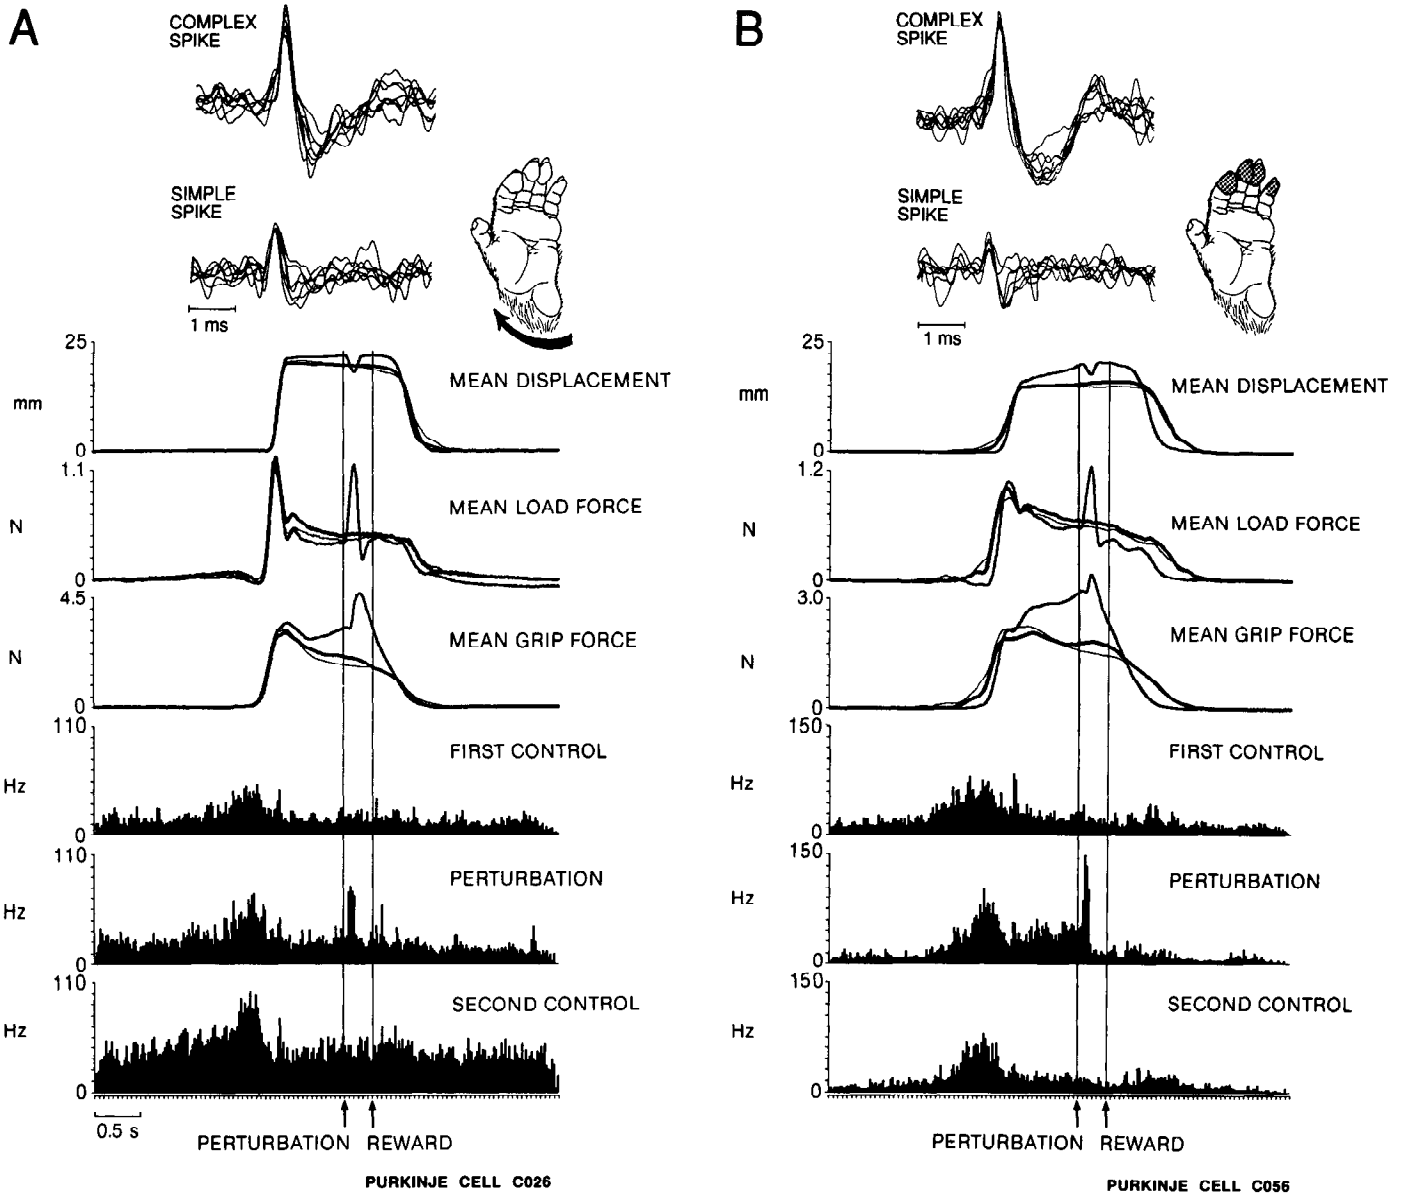 A
COMPLEX
SPIKE
SIMPLE
SPIKE
1 ms
25
mm
0
MEAN DISPLACEMENT
1.1
N
0
MEAN LOAD FORCE
4.5
N
0
MEAN GRIP FORCE
110
Hz
0
FIRST CONTROL
110
Hz
0
PERTURBATION
110
Hz
0
SECOND CONTROL
0.5 s
PERTURBATION REWARD
PURKINJE CELL C026
B
COMPLEX
SPIKE
SIMPLE
SPIKE
1 ms
25
mm
0
MEAN DISPLACEMENT
1.2
N
0
MEAN LOAD FORCE
3.0
N
0
MEAN GRIP FORCE
150
Hz
0
FIRST CONTROL
150
Hz
0
PERTURBATION
150
Hz
0
SECOND CONTROL
PERTURBATION REWARD
PURKINJE CELL C056